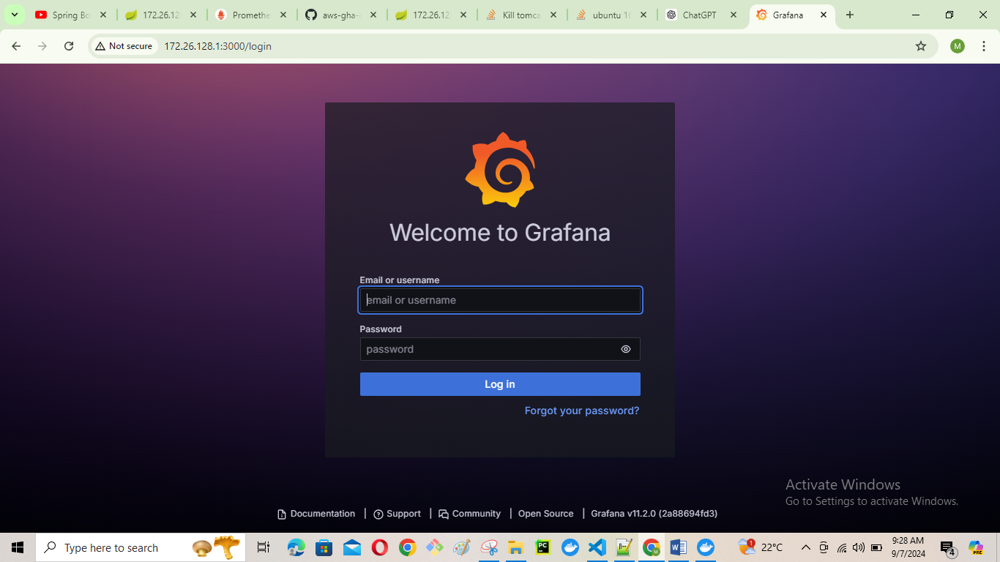 Spring Bo
172.26.12
Promethe
aws-gha-
172.26.12
Kill tomca
ubuntu 16
ChatGPT
Grafana
Not secure
172.26.128.1:3000/login
M
Welcome to Grafana
Email or username
email or username
Password
password
Log in
Forgot your password?
Activate Windows
Go to Settings to activate Windows.
Documentation | Support | Community | Open Source | Grafana v11.2.0 (2a88694fd3)
Type here to search
PC
1
22°C
9:28 AM
9/7/2024
4
PRE